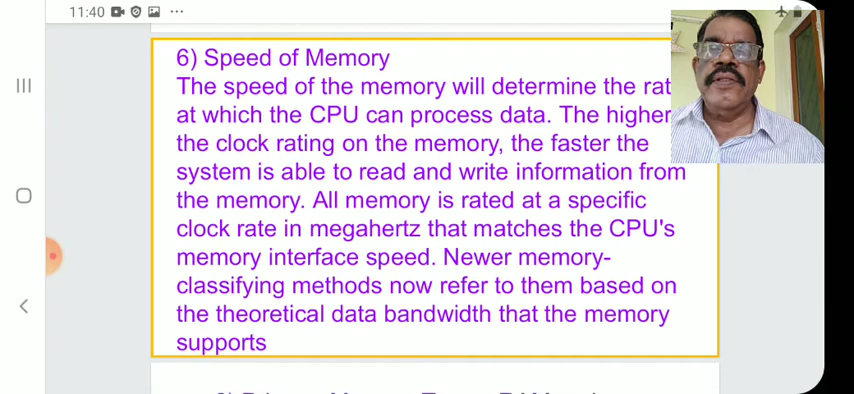 11:40
6) Speed of Memory
The speed of the memory will determine the
at which the CPU can process data. The higher
the clock rating on the memory, the faster the
system is able to read and write information from
the memory. All memory is rated at a specific
clock rate in megahertz that matches the CPU's
memory interface speed. Newer memory-
classifying methods now refer to them based on
the theoretical data bandwidth that the memory
supports